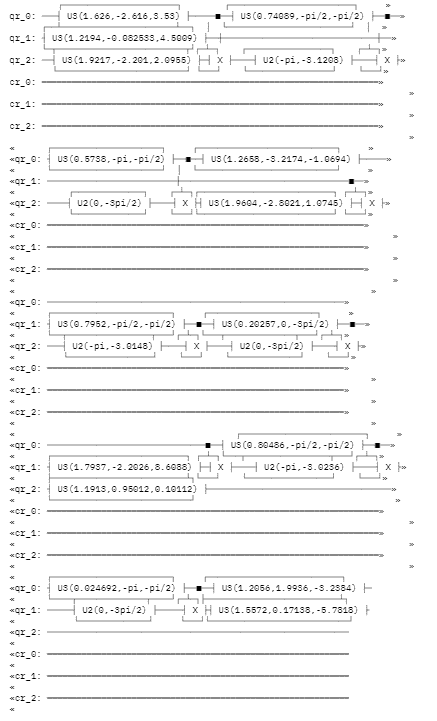 qr_0: U3(1.626,-2.616,3.53) ■ U3(0.74089,-pi/2,-pi/2) ■ »
qr_1: U3(1.2194,-0.082533,4.5009) »
qr_2: U3(1.9217,-2.201,2.0955) X U2(-pi,-3.1208) X »
cr_0: »
cr_1: »
cr_2: »
«qr_0: U3(0.5738,-pi,-pi/2) ■ U3(1.2658,-3.2174,-1.0694) »
«qr_1: ■ »
«qr_2: U2(0,-3pi/2) X U3(1.9604,-2.8021,1.0745) X »
«cr_0: »
«cr_1: »
«cr_2: »
«qr_0: »
«qr_1: U3(0.7952,-pi/2,-pi/2) ■ U3(0.20257,0,-3pi/2) ■ »
«qr_2: U2(-pi,-3.0148) X U2(0,-3pi/2) X »
«cr_0: »
«cr_1: »
«cr_2: »
«qr_0: ■ U3(0.80486,-pi/2,-pi/2) ■ »
«qr_1: U3(1.7937,-2.2026,8.6088) X U2(-pi,-3.0236) X »
«qr_2: U3(1.1913,0.95012,0.10112) »
«cr_0: »
«cr_1: »
«cr_2: »
«qr_0: U3(0.024692,-pi,-pi/2) ■ U3(1.2056,1.9936,-3.2384)
«qr_1: U2(0,-3pi/2) X U3(1.5572,0.17138,-5.7818)
«qr_2:
«cr_0:
«cr_1:
«cr_2: